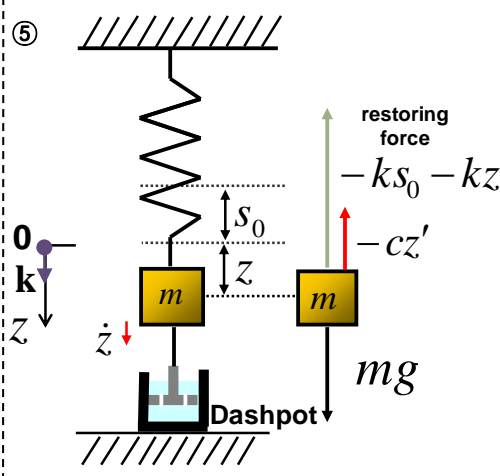 ⑤
restoring
force
−ks₀ − kz
s₀
−cz′
0
z
k
m
m
z
ż
mg
Dashpot